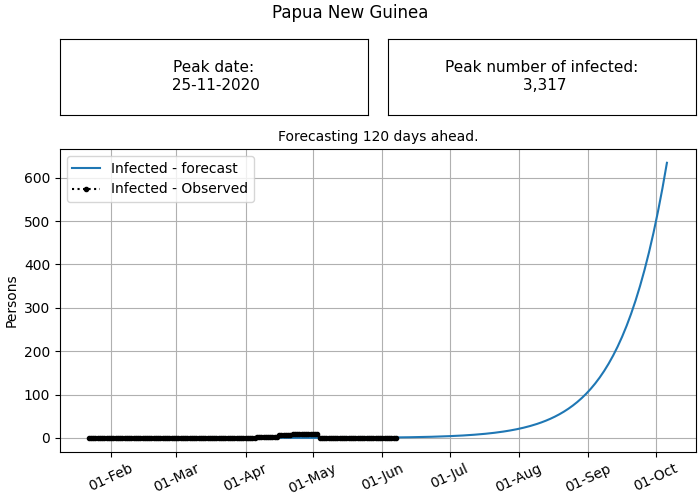 Papua New Guinea
Peak date:
25-11-2020
Peak number of infected:
3,317
Forecasting 120 days ahead.
Infected - forecast
Infected - Observed
Persons
600
500
400
300
200
100
0
01-Feb
01-Mar
01-Apr
01-May
01-Jun
01-Jul
01-Aug
01-Sep
01-Oct